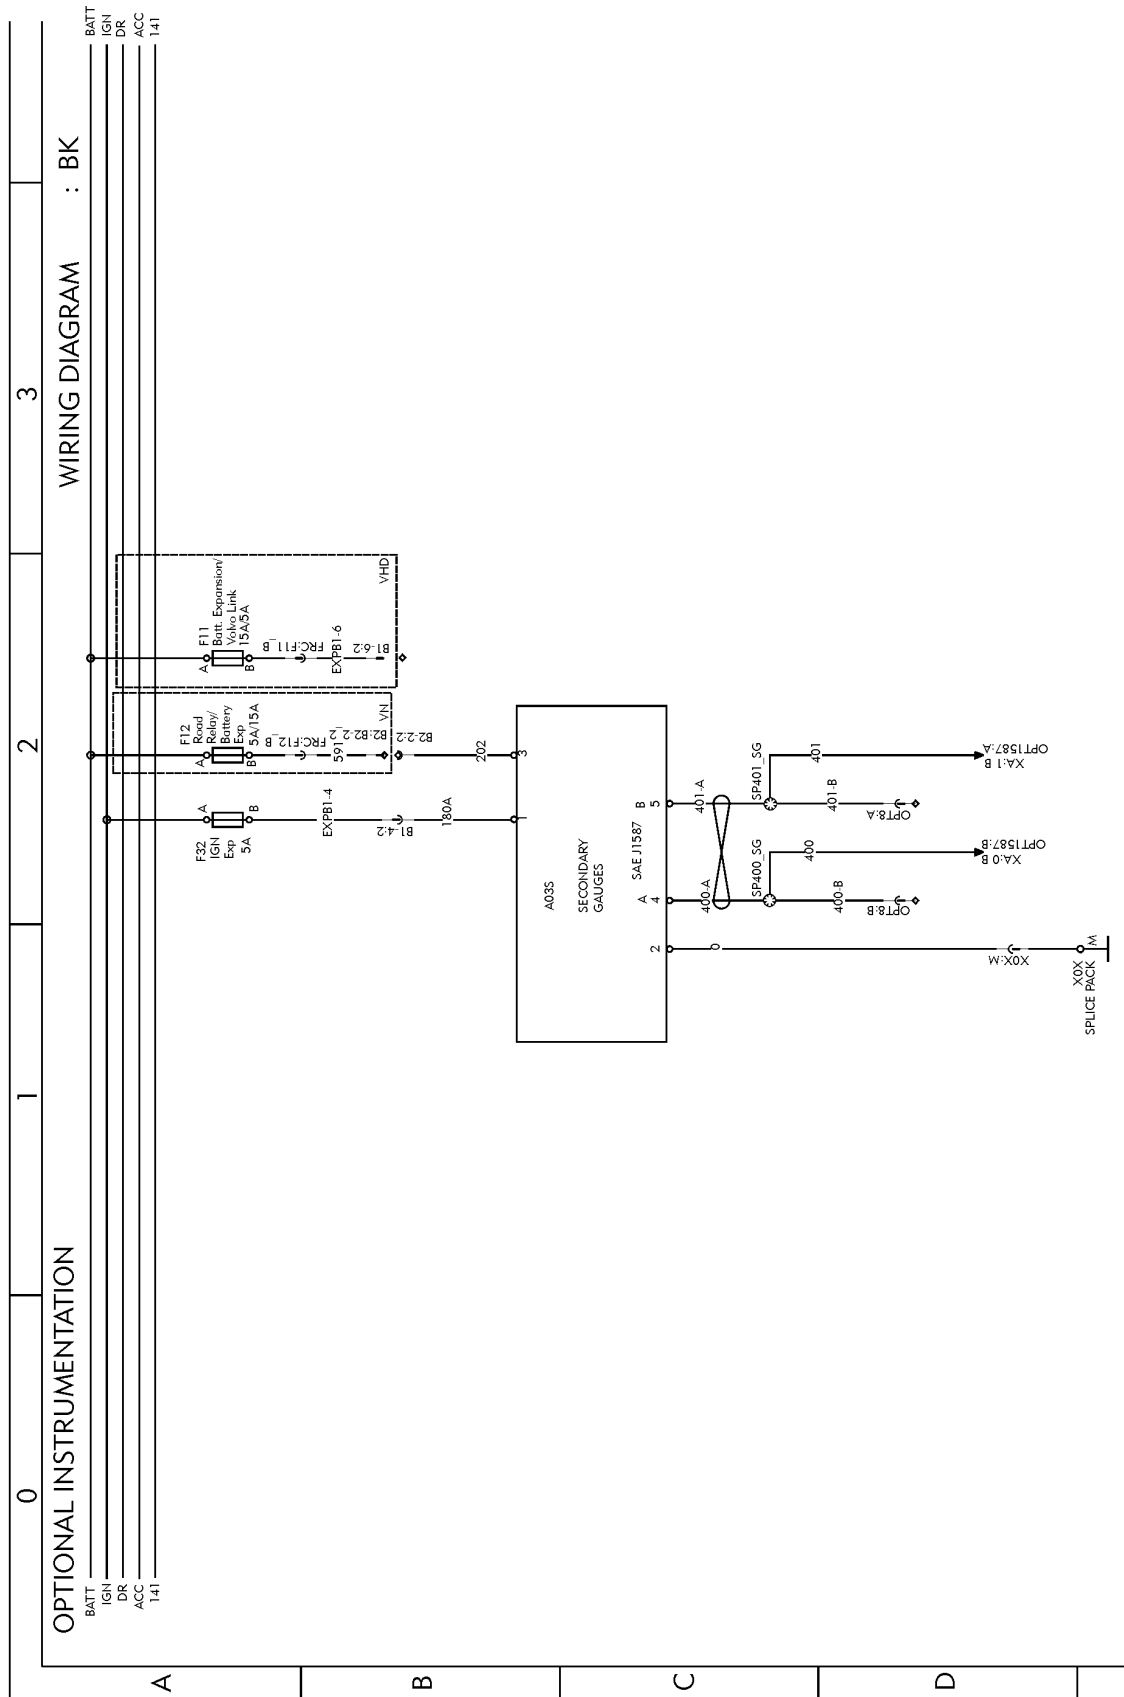 0
1
2
3
OPTIONAL INSTRUMENTATION
WIRING DIAGRAM : BK
BATT
BATT
IGN
IGN
DR
DR
ACC
ACC
141
141
F32
IGN
Exp
5A
A
B
EXPB1-4
B1-4:2
180A
1
F12
Road
Relay/
Battery
Exp
5A/15A
A
B
FRC:F12_B
591
B2:B2-2_2
VN
B2-2:2
202
3
F11
Batt. Expansion/
Volvo Link
15A/5A
A
B
FRC:F11_B
EXPB1-6
B1-6:2
VHD
A03S
SECONDARY
GAUGES
SAE J1587
2
A
4
B
5
0
400-A
401-A
SP400_SG
SP401_SG
400-B
400
401-B
401
OPT8:B
XA:0 B
OPT1587:B
OPT8:A
XA:1 B
OPT1587:A
X0X:M
X0X
SPLICE PACK
M
A
B
C
D